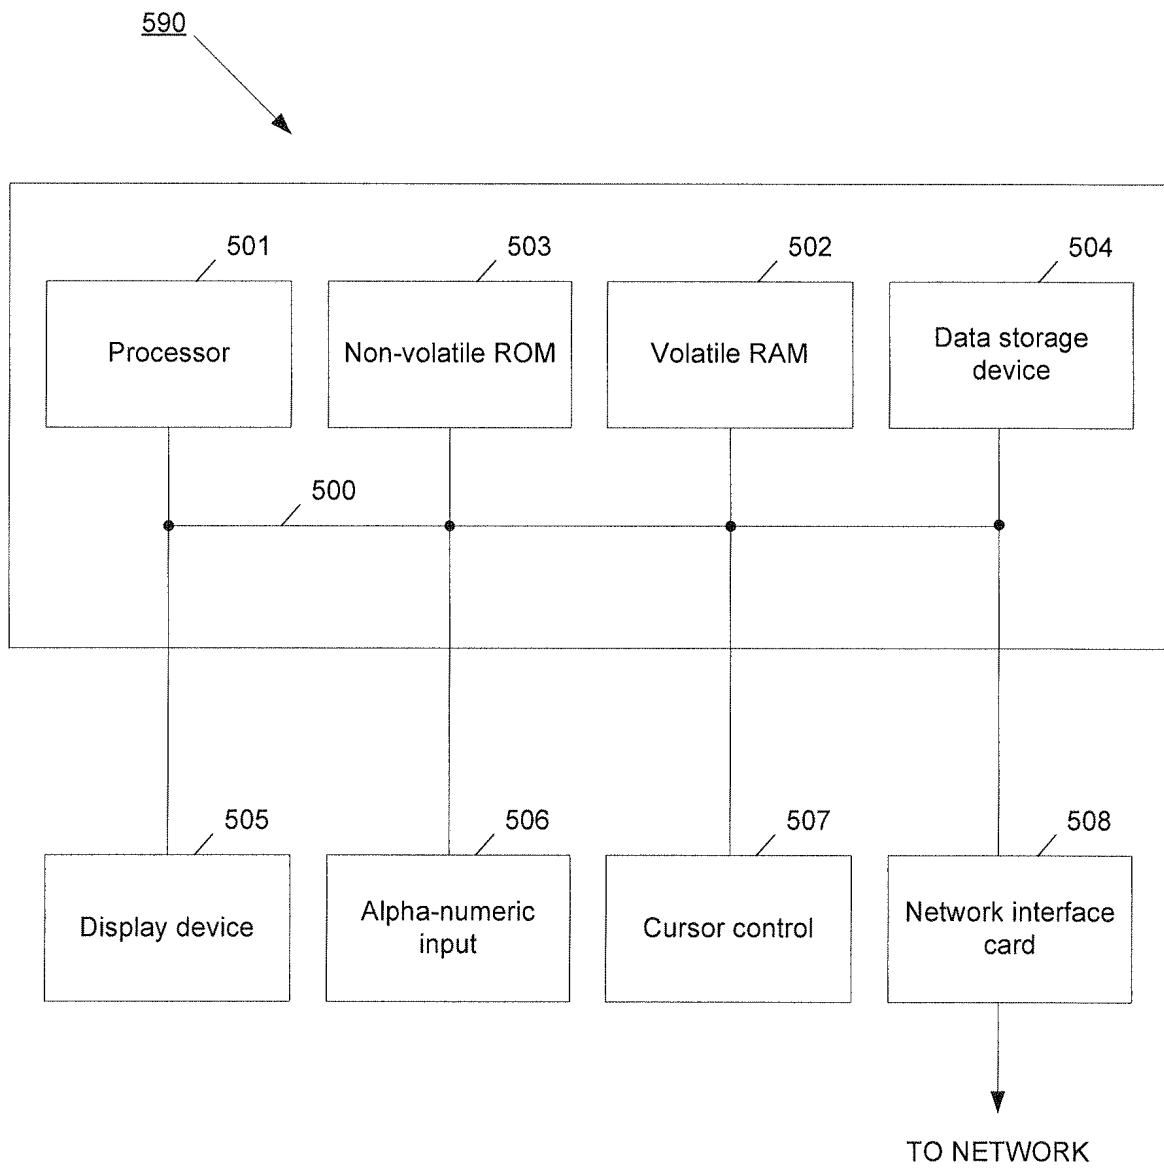 590
501
503
502
504
Processor
Non-volatile ROM
Volatile RAM
Data storage
device
500
505
506
507
508
Display device
Alpha-numeric
input
Cursor control
Network interface
card
TO NETWORK